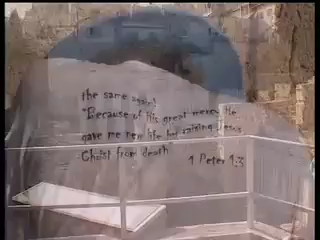 the same again!
"Because of His great mercy He
gave me new life by raising Jesus
Christ from death"
1 Peter 1:3